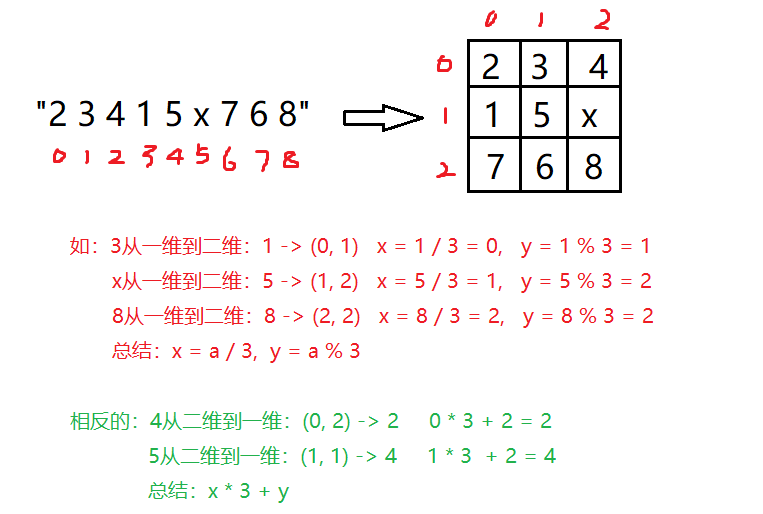 0 1 2
"2 3 4 1 5 x 7 6 8"
0 1 2 3 4 5 6 7 8
0 2 3 4
1 1 5 x
2 7 6 8
如：3从一维到二维：1 -> (0, 1) x = 1 / 3 = 0, y = 1 % 3 = 1
x从一维到二维：5 -> (1, 2) x = 5 / 3 = 1, y = 5 % 3 = 2
8从一维到二维：8 -> (2, 2) x = 8 / 3 = 2, y = 8 % 3 = 2
总结：x = a / 3, y = a % 3
相反的：4从二维到一维：(0, 2) -> 2 0 * 3 + 2 = 2
5从二维到一维：(1, 1) -> 4 1 * 3 + 2 = 4
总结：x * 3 + y